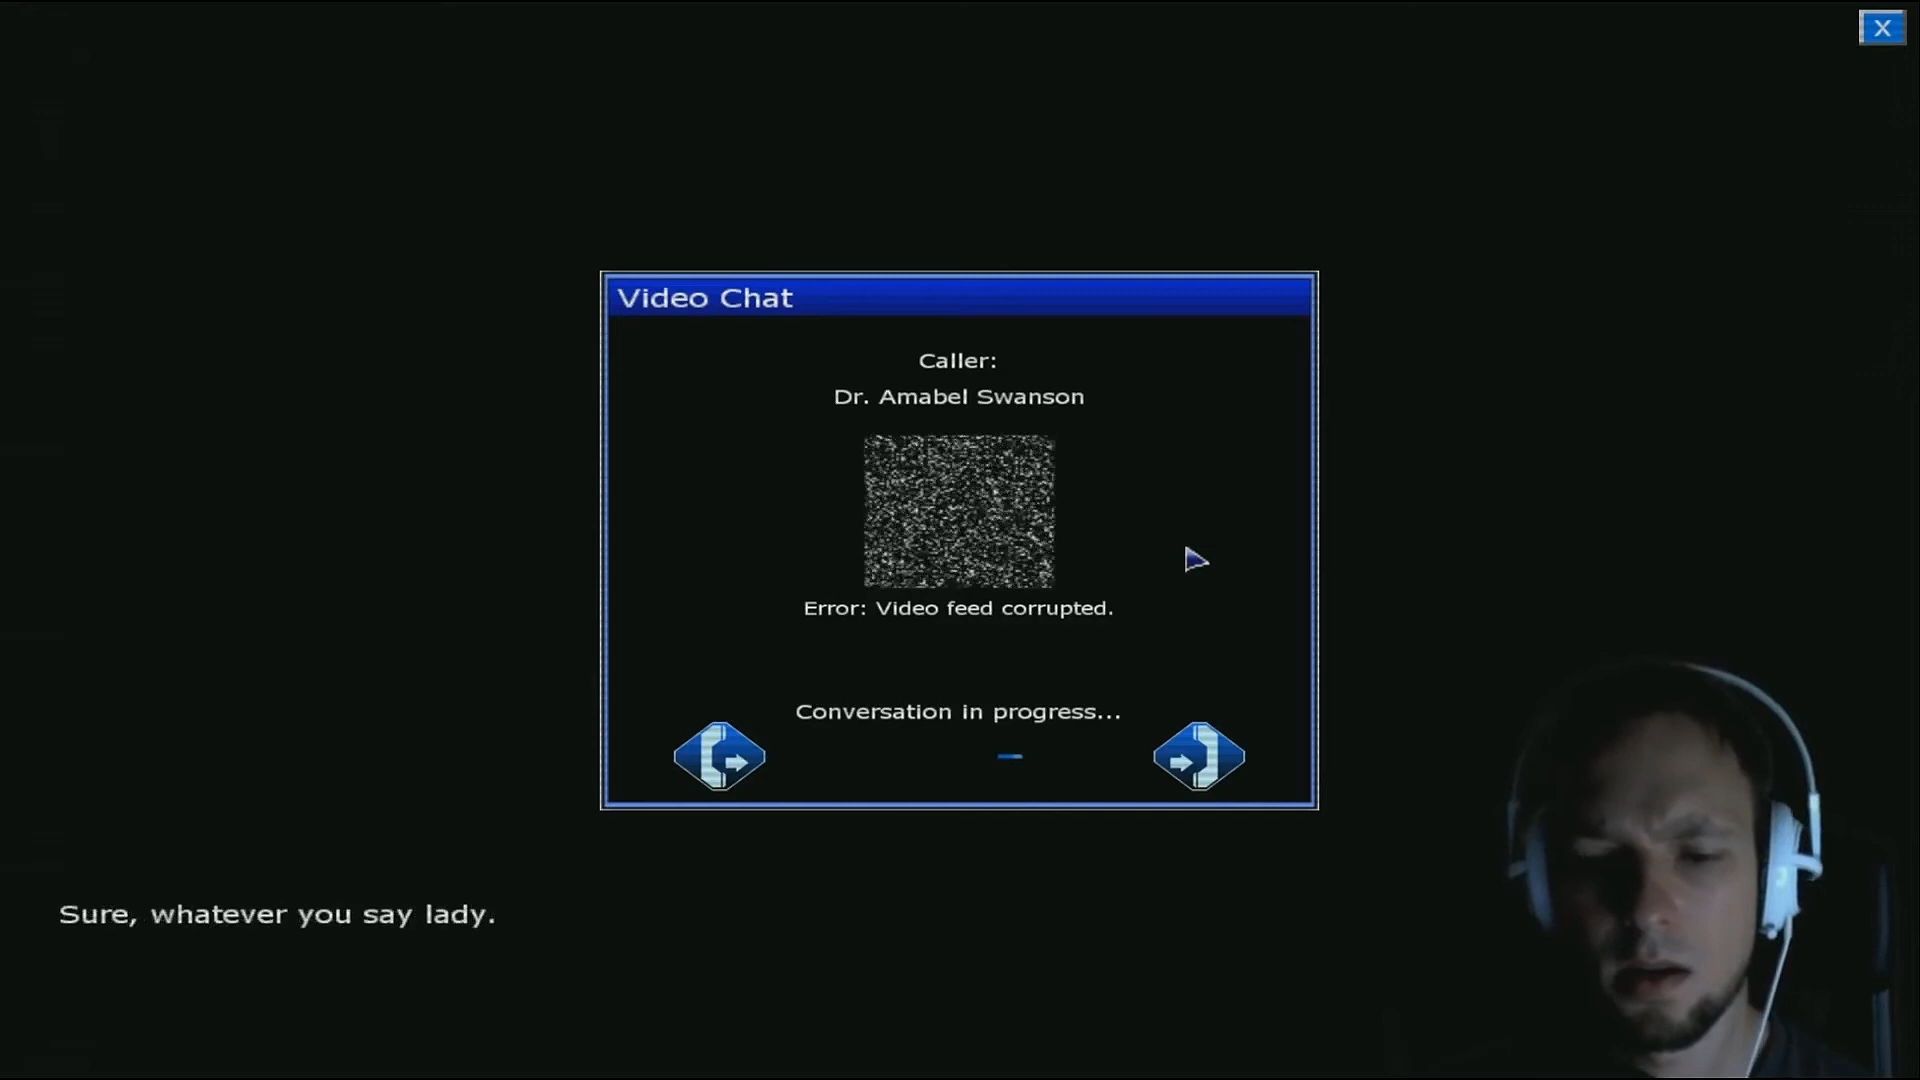 X
Video Chat
Caller:
Dr. Amabel Swanson
Error: Video feed corrupted.
Conversation in progress...
Sure, whatever you say lady.